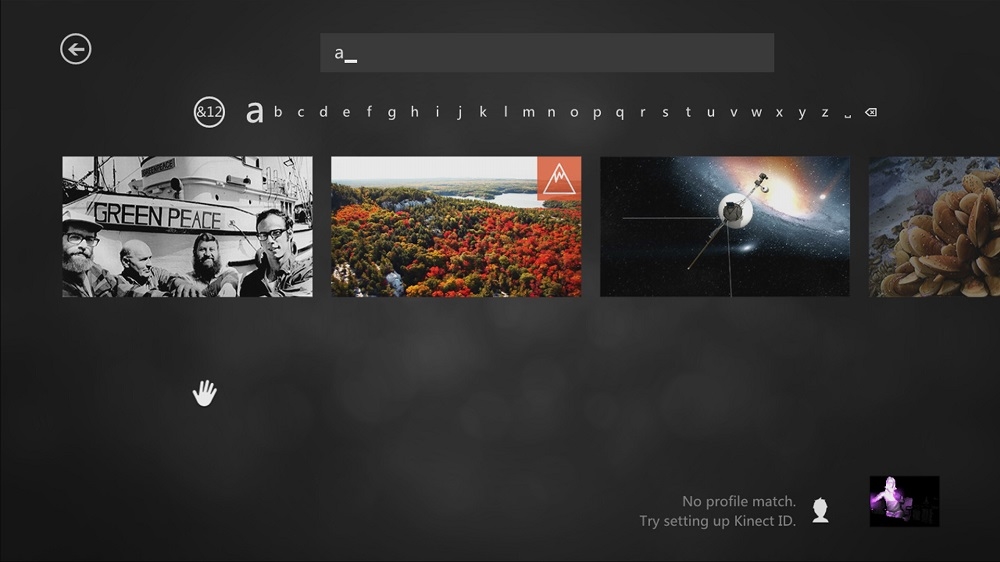 a_
&12 a b c d e f g h i j k l m n o p q r s t u v w x y z
GREEN PEACE
No profile match.
Try setting up Kinect ID.